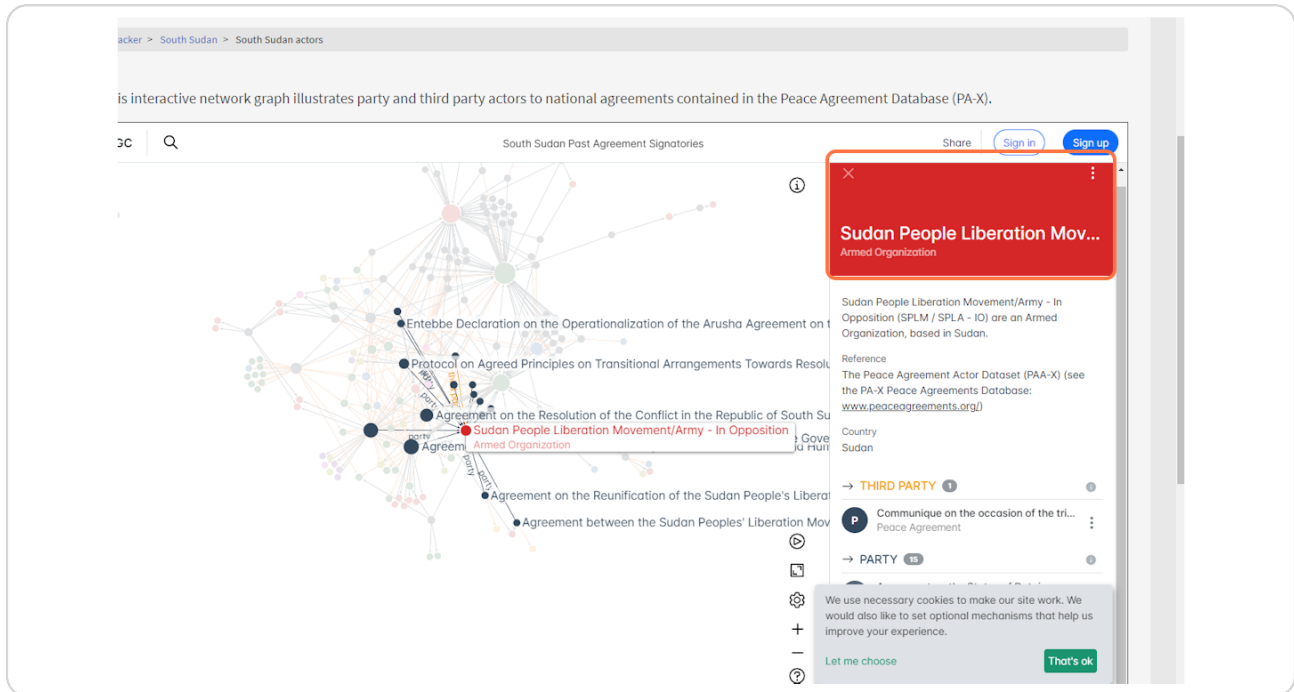 acker > South Sudan > South Sudan actors
is interactive network graph illustrates party and third party actors to national agreements contained in the Peace Agreement Database (PA-X).
GC
South Sudan Past Agreement Signatories
Share
Sign in
Sign up
Sudan People Liberation Mov...
Armed Organization
Sudan People Liberation Movement/Army - In
Opposition (SPLM / SPLA - IO) are an Armed
Organization, based in Sudan.
Reference
The Peace Agreement Actor Dataset (PAA-X) (see
the PA-X Peace Agreements Database:
www.peaceagreements.org/)
Country
Sudan
→ THIRD PARTY 1
P
Communique on the occasion of the tri...
Peace Agreement
→ PARTY 15
Entebbe Declaration on the Operationalization of the Arusha Agreement on t
Protocol on Agreed Principles on Transitional Arrangements Towards Resolu
party
party
Agreement on the Resolution of the Conflict in the Republic of South Su
Sudan People Liberation Movement/Army - In Opposition
Armed Organization
party
e Gove
Agreem
party
party
Agreement on the Reunification of the Sudan People's Liberat
Agreement between the Sudan Peoples' Liberation Mov
We use necessary cookies to make our site work. We
would also like to set optional mechanisms that help us
improve your experience.
Let me choose
That's ok